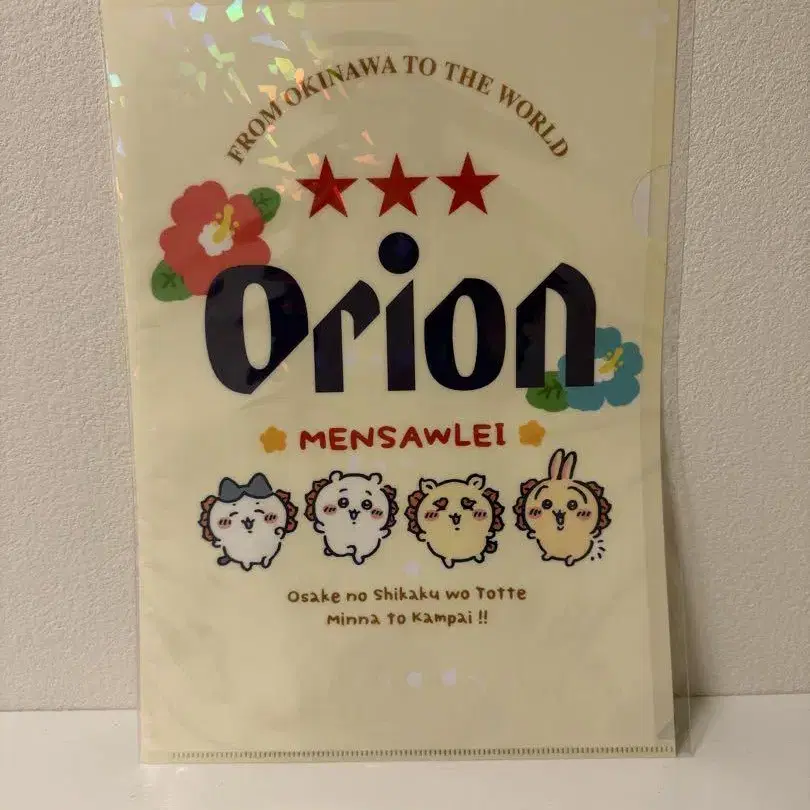 FROM OKINAWA TO THE WORLD
Orion
MENSAWLEI
Osake no Shikaku wo Totte
Minna to Kampai !!